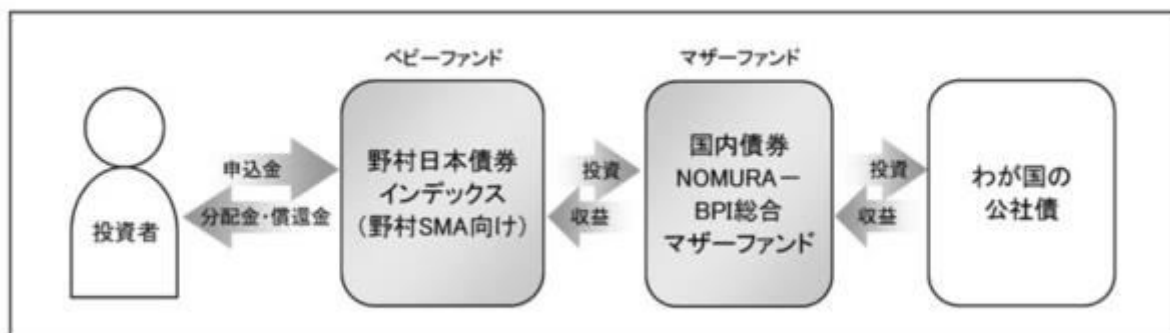 ベビーファンド
マザーファンド
投資者
申込金
分配金・償還金
野村日本債券
インデックス
(野村SMA向け)
投資
収益
国内債券
NOMURA－
BPI総合
マザーファンド
投資
収益
わが国の
公社債